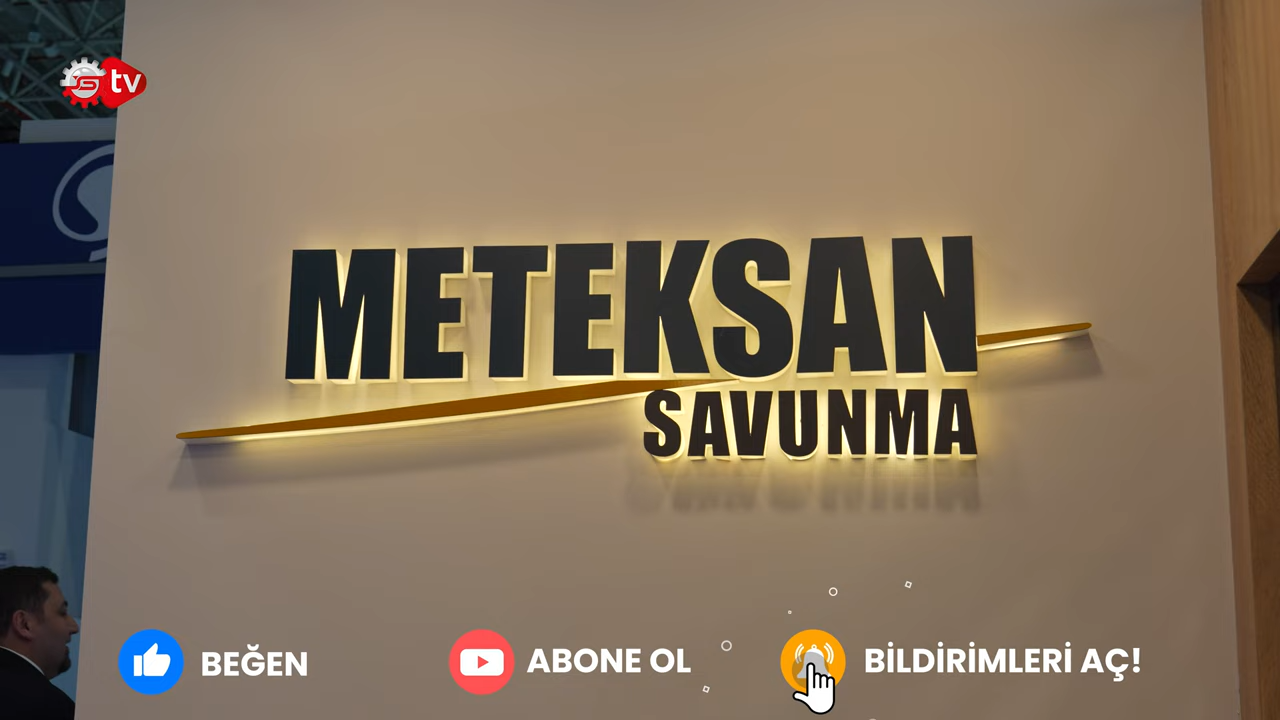 tv
METEKSAN
SAVUNMA
BEĞEN
ABONE OL
BİLDİRİMLERİ AÇ!